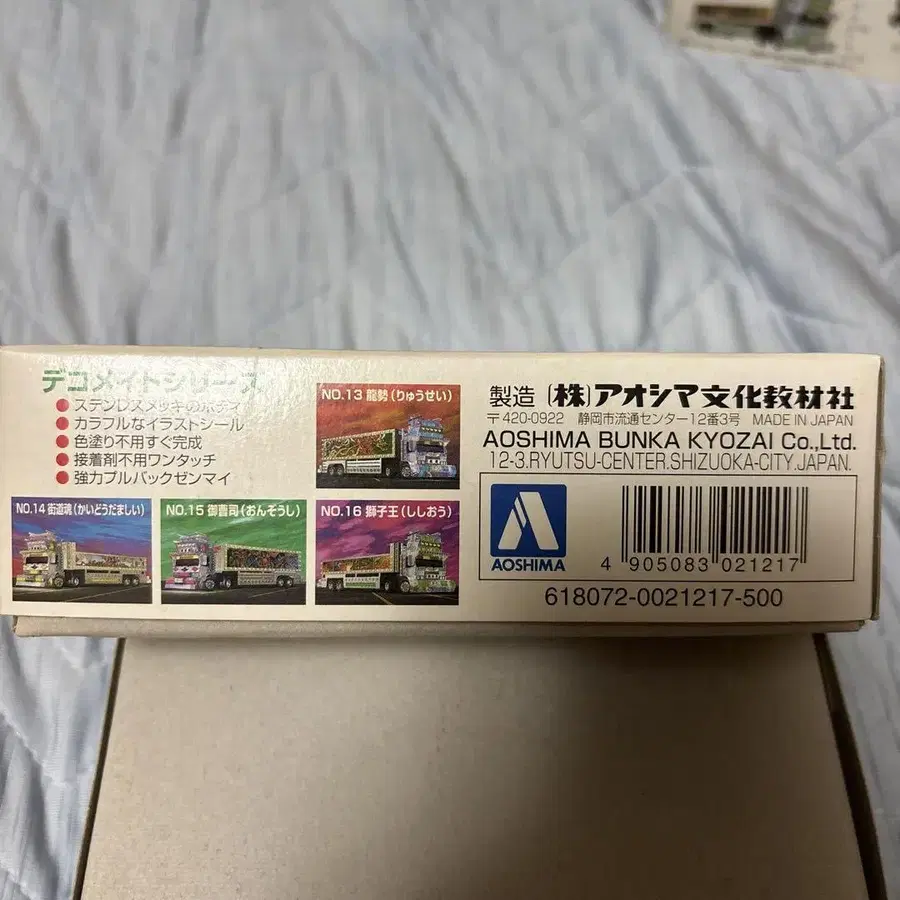 デコメイトシリーズ
● ステンレスメッキのボディ
● カラフルなイラストシール
● 色塗り不用すぐ完成
● 接着剤不用ワンタッチ
● 強力プルバックゼンマイ
NO.13 龍勢(りゅうせい)
NO.14 街遊魂(かいどうだましい)
NO.15 御曹司(おんぞうし)
NO.16 獅子王(ししおう)
製造 (株)アオシマ文化教材社
〒420-0922 静岡市流通センター12番3号 MADE IN JAPAN
AOSHIMA BUNKA KYOZAI Co.,Ltd.
12-3.RYUTSU-CENTER.SHIZUOKA-CITY.JAPAN.
AOSHIMA
4 905083 021217
618072-0021217-500